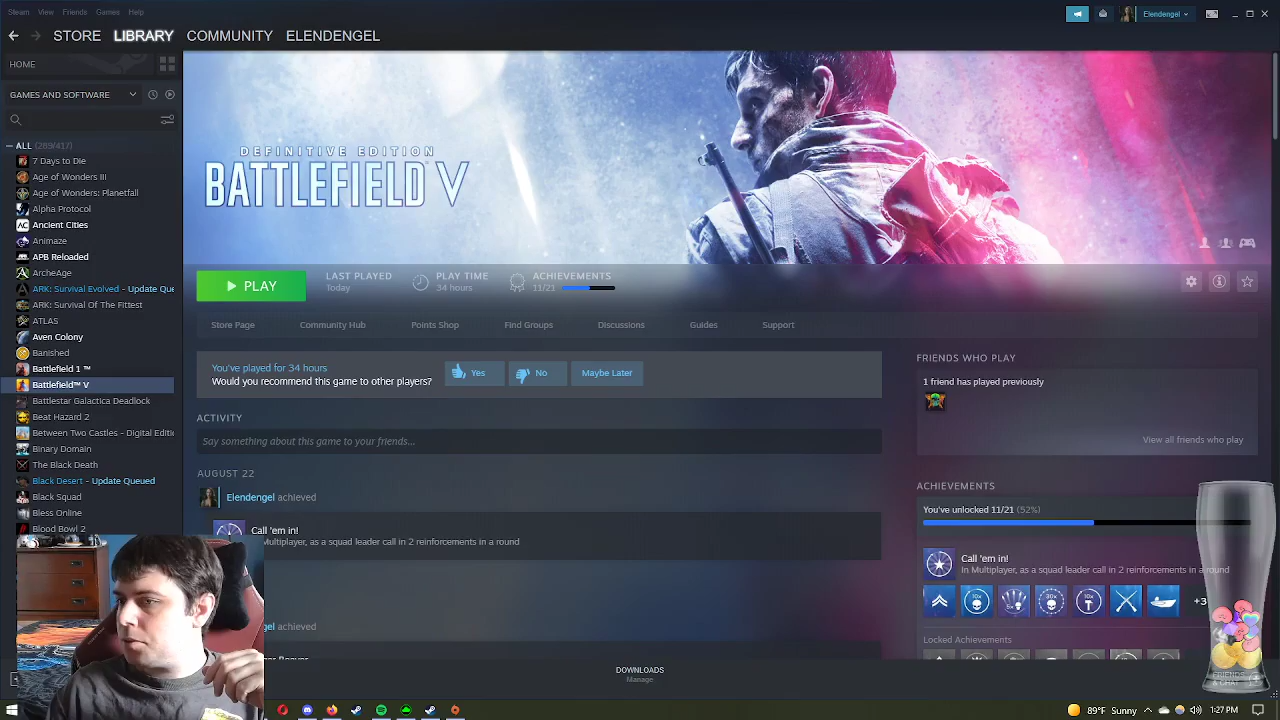 Steam View Friends Games Help
Elendengel
STORE LIBRARY COMMUNITY ELENDENGEL
HOME
GAMES AND SOFTWARE
ALL (289/417)
7 Days to Die
Age of Wonders III
Age of Wonders: Planetfall
Alpha Protocol
Ancient Cities
Animaze
APB Reloaded
ArcheAge
ARK: Survival Evolved - Update Que
ARK: Survival Of The Fittest
ATLAS
Aven Colony
Banished
Battlefield 1 ™
Battlefield™ V
Battlestar Galactica Deadlock
Beat Hazard 2
Between Two Castles - Digital Editic
Binary Domain
The Black Death
Black Desert - Update Queued
Black Squad
Bless Online
Blood Bowl 2
DEFINITIVE EDITION
BATTLEFIELD V
PLAY
LAST PLAYED
Today
PLAY TIME
34 hours
ACHIEVEMENTS
11/21
Store Page Community Hub Points Shop Find Groups Discussions Guides Support
You've played for 34 hours
Would you recommend this game to other players?
Yes No Maybe Later
ACTIVITY
Say something about this game to your friends...
AUGUST 22
Elendengel achieved
Call 'em in!
Multiplayer, as a squad leader call in 2 reinforcements in a round
gel achieved
FRIENDS WHO PLAY
1 friend has played previously
View all friends who play
ACHIEVEMENTS
You've unlocked 11/21 (52%)
Call 'em in!
In Multiplayer, as a squad leader call in 2 reinforcements in a round
+3
Locked Achievements
DOWNLOADS
Manage
FRIENDS
& CHAT
89°F Sunny
1:27 PM